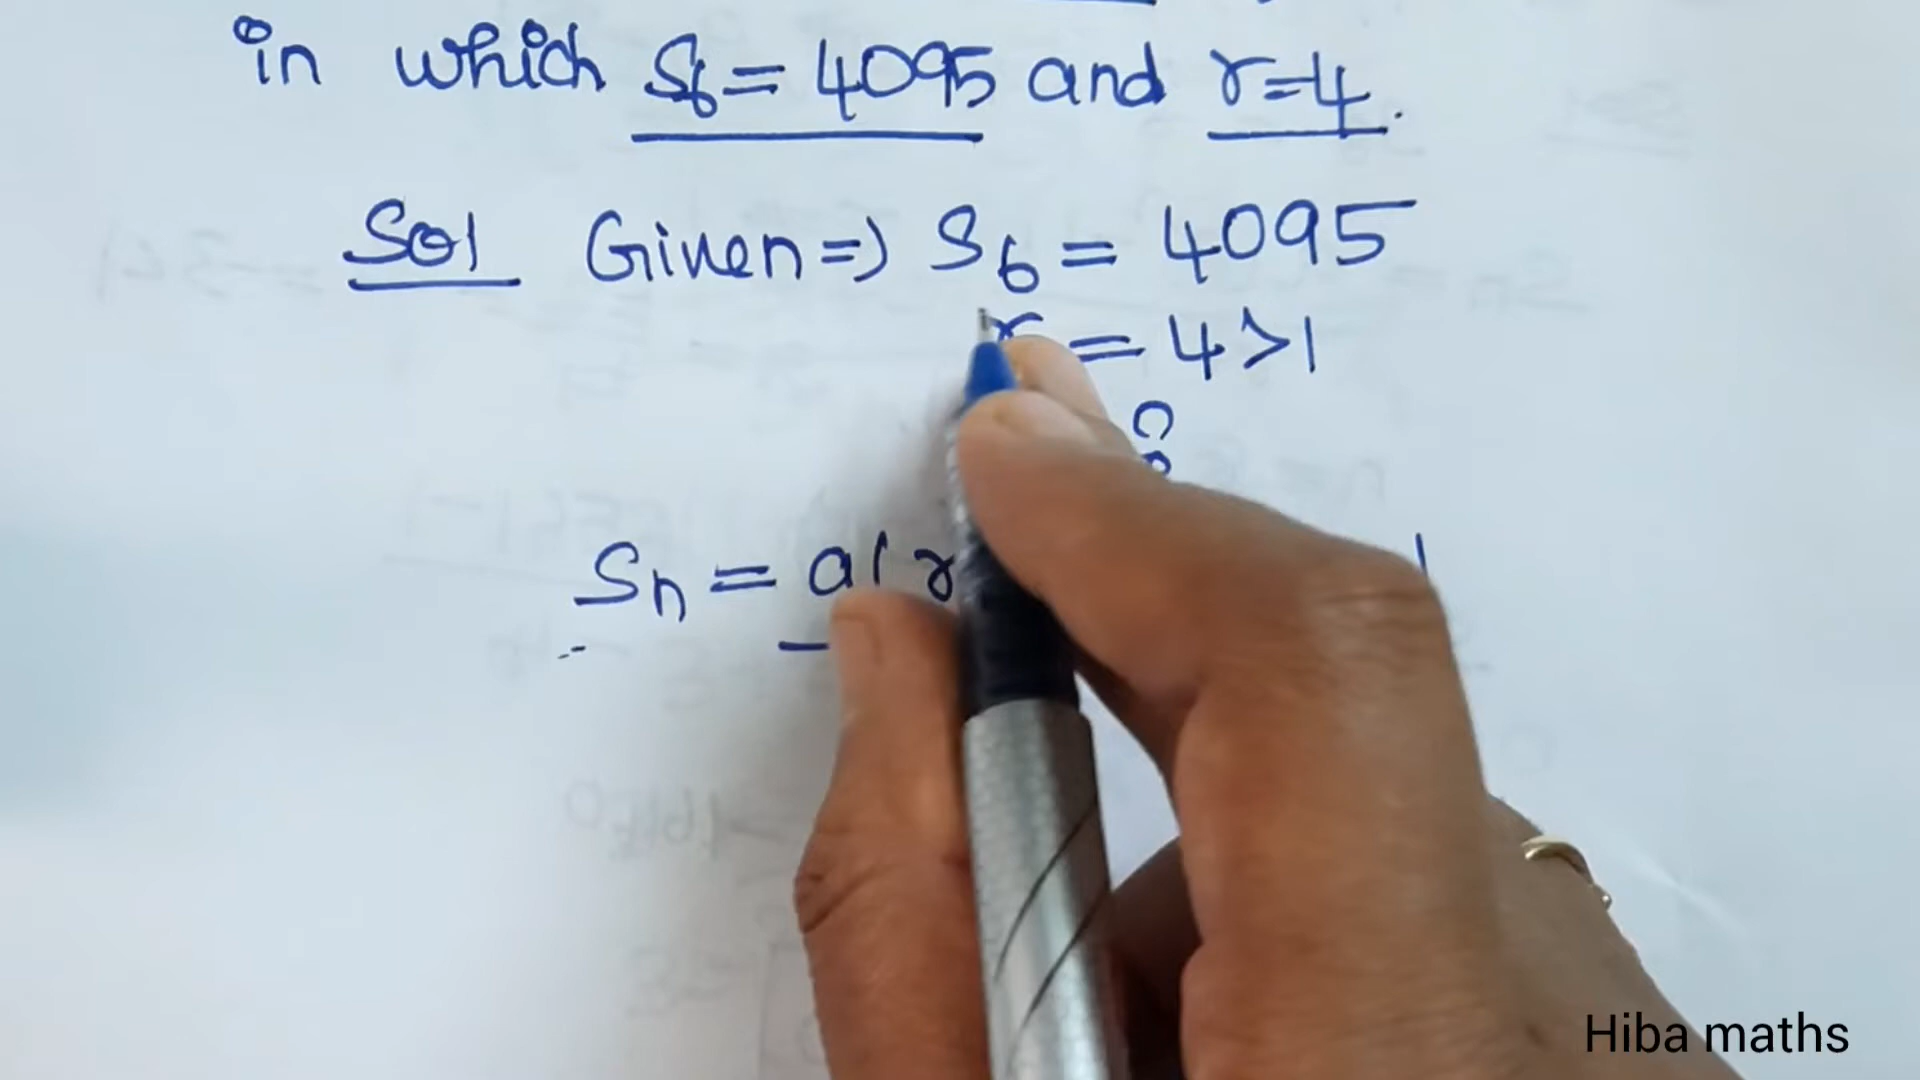 in which S6 = 4095 and r=4.
Sol Given => S6 = 4095
r = 4>1
Sn = a(r
Hiba maths